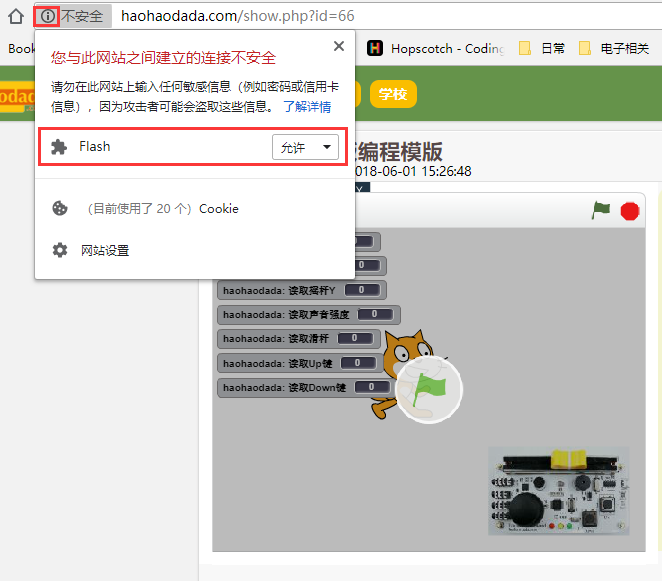 不安全 haohaodada.com/show.php?id=66
Hopscotch - Coding 日常 电子相关
您与此网站之间建立的连接不安全
请勿在此网站上输入任何敏感信息（例如密码或信用卡
信息），因为攻击者可能会盗取这些信息。 了解详情
学校
Flash 允许
编程模版
018-06-01 15:26:48
（目前使用了 20 个）Cookie
网站设置
0
0
haohaodada: 读取摇杆Y 0
haohaodada: 读取声音强度 0
haohaodada: 读取滑杆 0
haohaodada: 读取Up键 0
haohaodada: 读取Down键 0